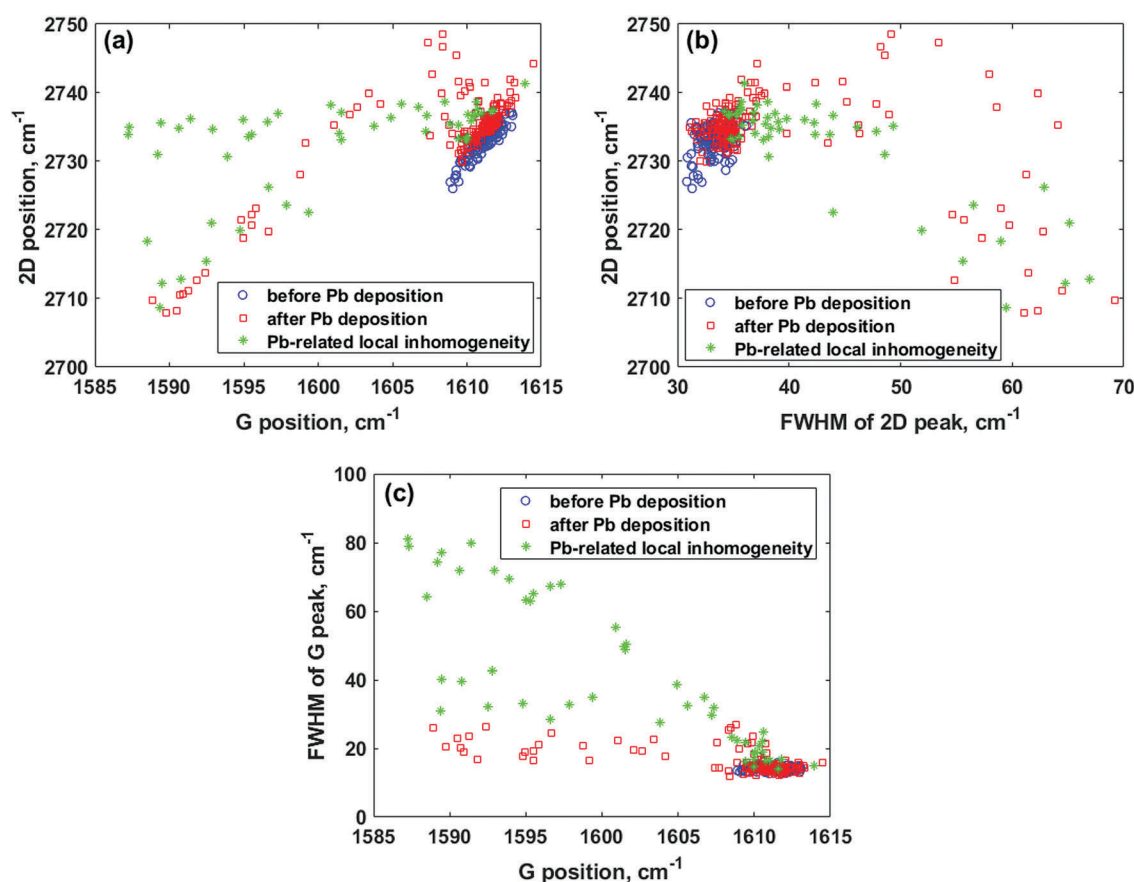 (a)
2750
2740
2730
2720
2710
2700
2D position, cm-1
before Pb deposition
after Pb deposition
Pb-related local inhomogeneity
1585 1590 1595 1600 1605 1610 1615
G position, cm-1
(b)
2750
2740
2730
2720
2710
2700
2D position, cm-1
before Pb deposition
after Pb deposition
Pb-related local inhomogeneity
30 40 50 60 70
FWHM of 2D peak, cm-1
(c)
100
80
60
40
20
0
FWHM of G peak, cm-1
before Pb deposition
after Pb deposition
Pb-related local inhomogeneity
1585 1590 1595 1600 1605 1610 1615
G position, cm-1